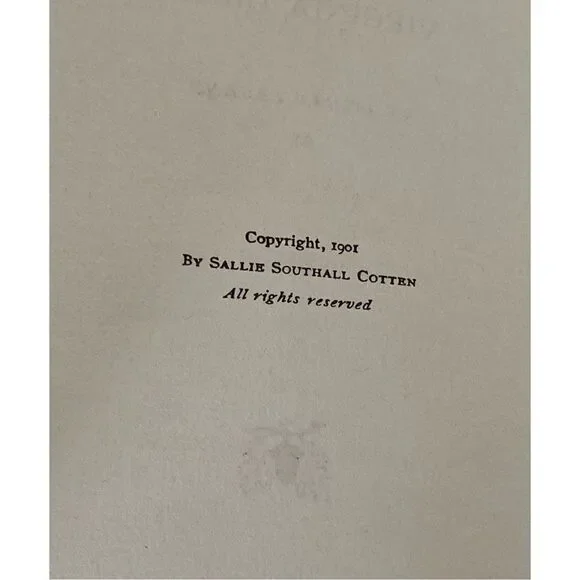 Copyright, 1901
By Sallie Southall Cotten
All rights reserved